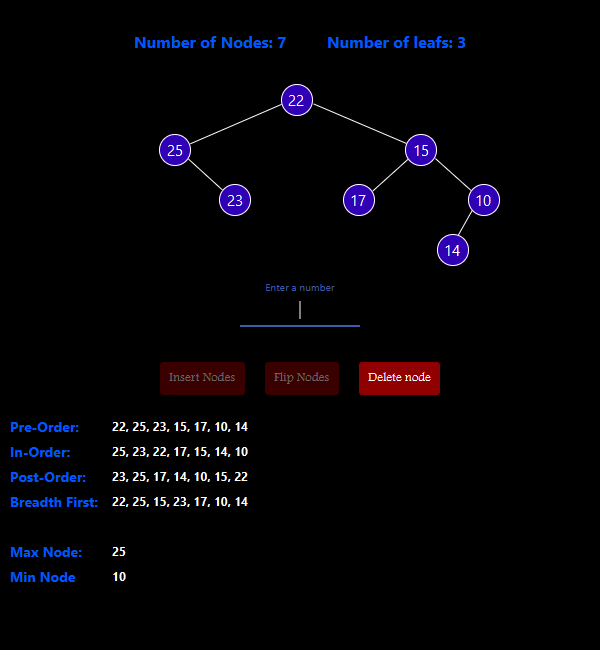 Number of Nodes: 7 Number of leafs: 3
22
25 15
23 17 10
14
Enter a number
Insert Nodes Flip Nodes Delete node
Pre-Order: 22, 25, 23, 15, 17, 10, 14
In-Order: 25, 23, 22, 17, 15, 14, 10
Post-Order: 23, 25, 17, 14, 10, 15, 22
Breadth First: 22, 25, 15, 23, 17, 10, 14
Max Node: 25
Min Node 10